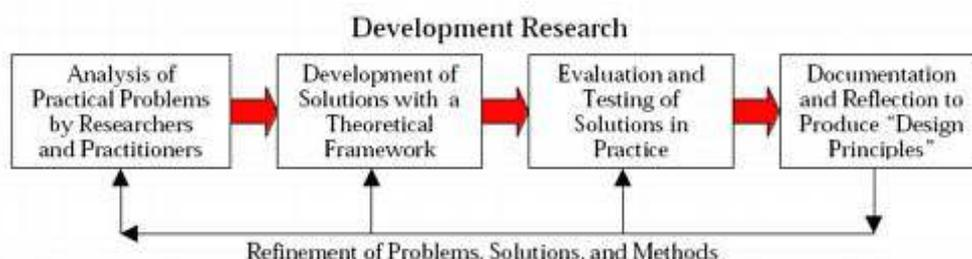 Development Research
Analysis of
Practical Problems
by Researchers
and Practitioners
Development of
Solutions with a
Theoretical
Framework
Evaluation and
Testing of
Solutions in
Practice
Documentation
and Reflection to
Produce “Design
Principles”
Refinement of Problems, Solutions, and Methods